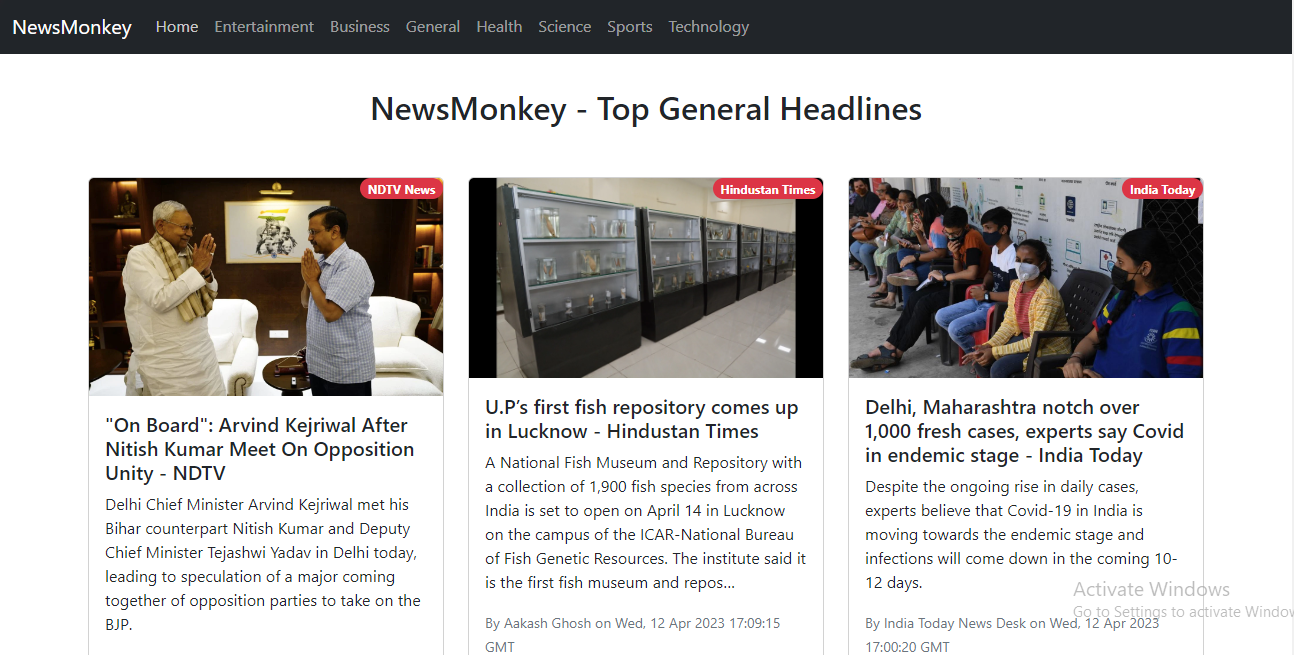 NewsMonkey Home Entertainment Business General Health Science Sports Technology
NewsMonkey - Top General Headlines
NDTV News
"On Board": Arvind Kejriwal After
Nitish Kumar Meet On Opposition
Unity - NDTV
Delhi Chief Minister Arvind Kejriwal met his
Bihar counterpart Nitish Kumar and Deputy
Chief Minister Tejashwi Yadav in Delhi today,
leading to speculation of a major coming
together of opposition parties to take on the
BJP.
Hindustan Times
U.P’s first fish repository comes up
in Lucknow - Hindustan Times
A National Fish Museum and Repository with
a collection of 1,900 fish species from across
India is set to open on April 14 in Lucknow
on the campus of the ICAR-National Bureau
of Fish Genetic Resources. The institute said it
is the first fish museum and repos…
By Aakash Ghosh on Wed, 12 Apr 2023 17:09:15
GMT
India Today
Delhi, Maharashtra notch over
1,000 fresh cases, experts say Covid
in endemic stage - India Today
Despite the ongoing rise in daily cases,
experts believe that Covid-19 in India is
moving towards the endemic stage and
infections will come down in the coming 10-
12 days.
By India Today News Desk on Wed, 12 Apr 2023
17:00:20 GMT
Activate Windows
Go to Settings to activate Window